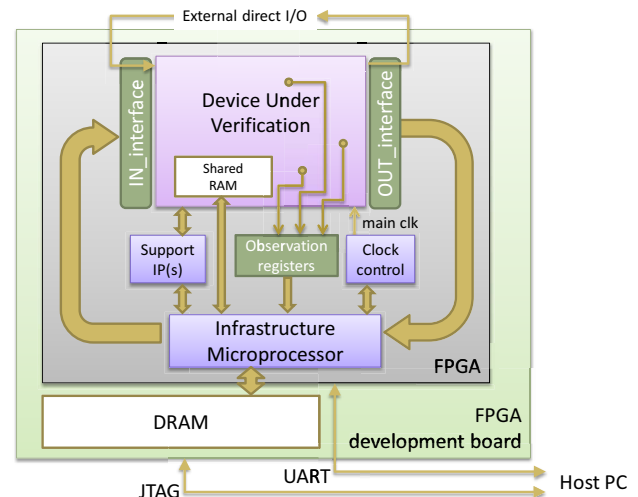 External direct I/O
IN_interface
Device Under
Verification
OUT_interface
Shared
RAM
main clk
Support
IP(s)
Observation
registers
Clock
control
Infrastructure
Microprocessor
FPGA
DRAM
FPGA
development board
UART
Host PC
JTAG